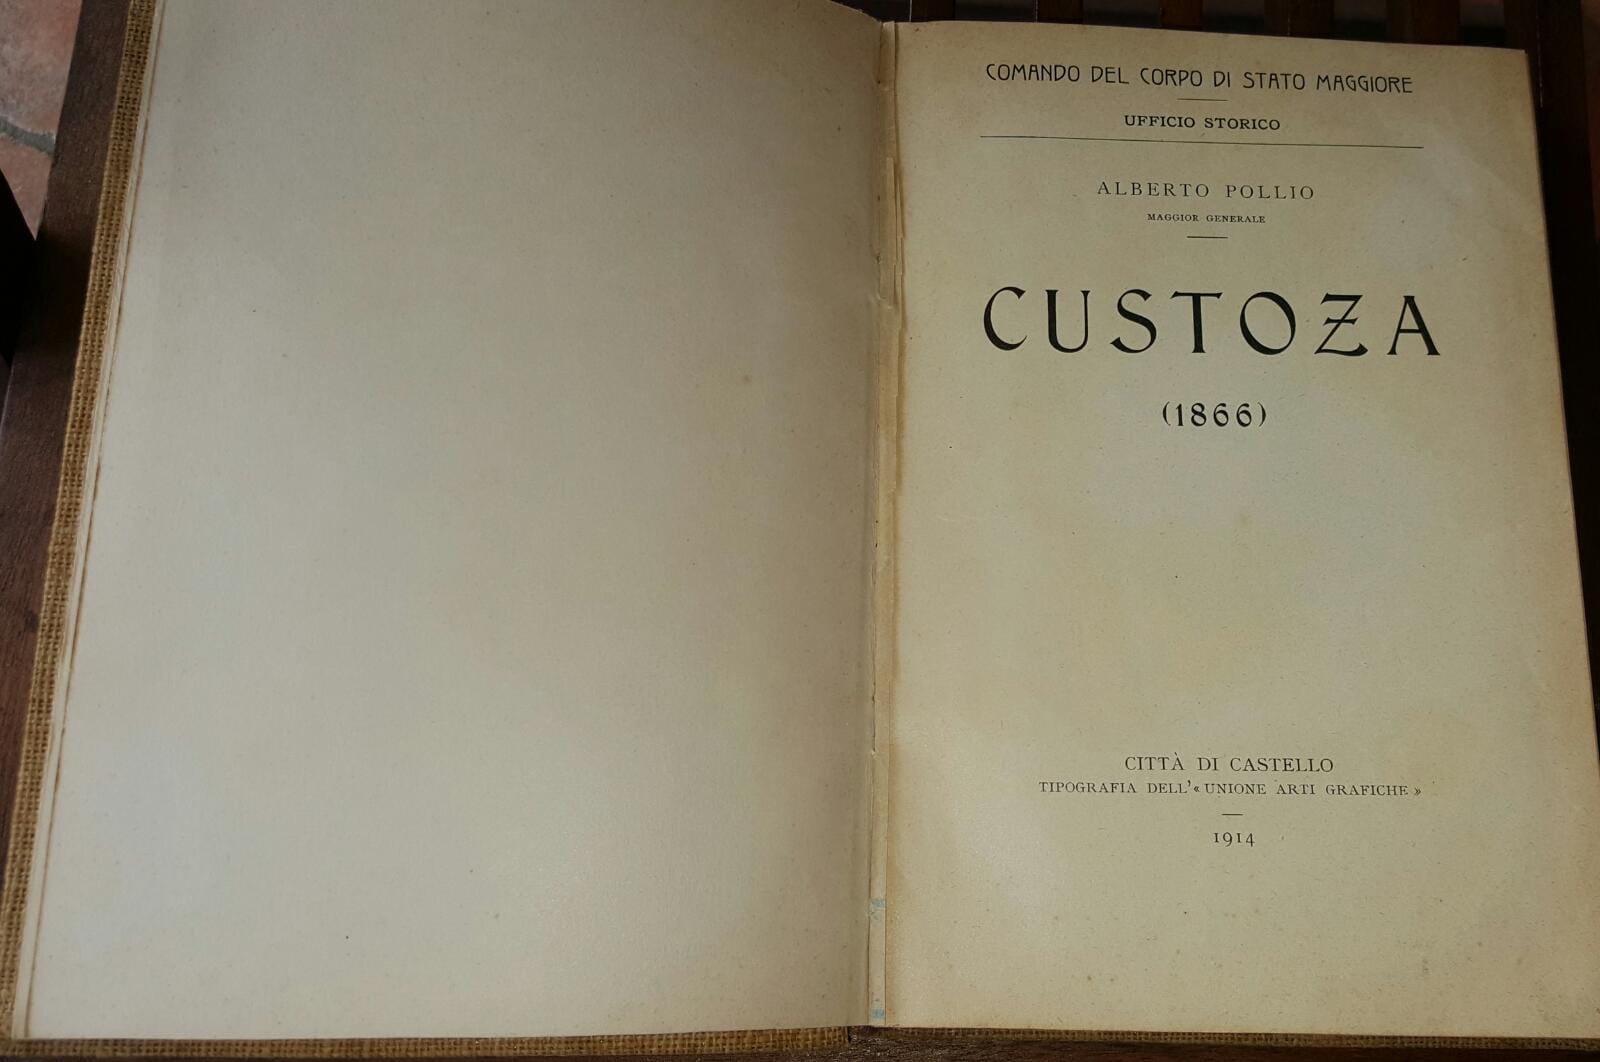 COMANDO DEL CORPO DI STATO MAGGIORE
UFFICIO STORICO
ALBERTO POLLIO
MAGGIOR GENERALE
CUSTOZA
(1866)
CITTÀ DI CASTELLO
TIPOGRAFIA DELL'« UNIONE ARTI GRAFICHE »
1914